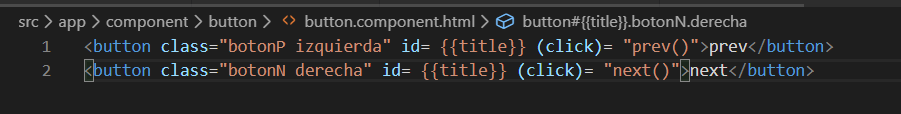 src > app > component > button > <> button.component.html > button#{{title}}.botonN.derecha
1 <button class="botonP izquierda" id= {{title}} (click)= "prev()">prev</button>
2 <button class="botonN derecha" id= {{title}} (click)= "next()">next</button>